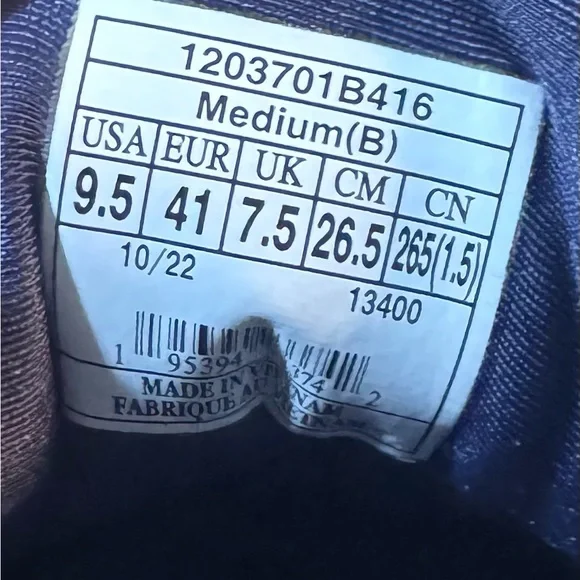 1203701B416
Medium(B)
USA EUR UK CM CN
9.5 41 7.5 26.5 265(1.5)
10/22
13400
1 95394 374 2
MADE IN
FABRIQUE